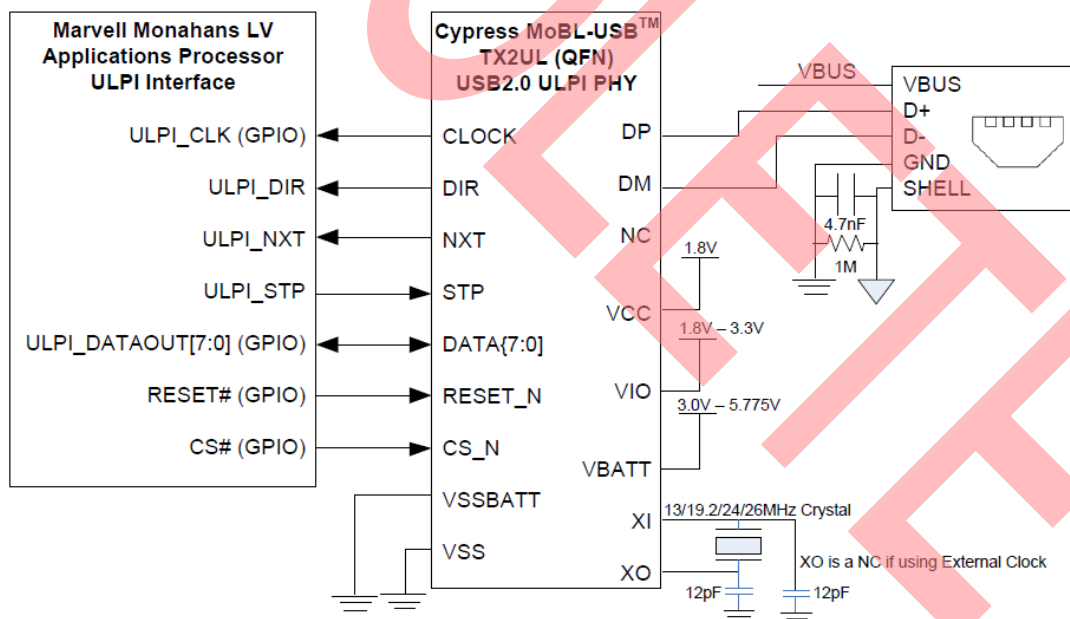 Marvell Monahans LV
Applications Processor
ULPI Interface
ULPI_CLK (GPIO)
ULPI_DIR
ULPI_NXT
ULPI_STP
ULPI_DATAOUT[7:0] (GPIO)
RESET# (GPIO)
CS# (GPIO)
Cypress MoBL-USB™
TX2UL (QFN)
USB2.0 ULPI PHY
CLOCK
DIR
NXT
STP
DATA{7:0]
RESET_N
CS_N
VSSBATT
VSS
DP
DM
NC
VCC
VIO
VBATT
XI
XO
1.8V
1.8V – 3.3V
3.0V – 5.775V
13/19.2/24/26MHz Crystal
XO is a NC if using External Clock
12pF
12pF
VBUS
VBUS
D+
D-
GND
SHELL
4.7nF
1M